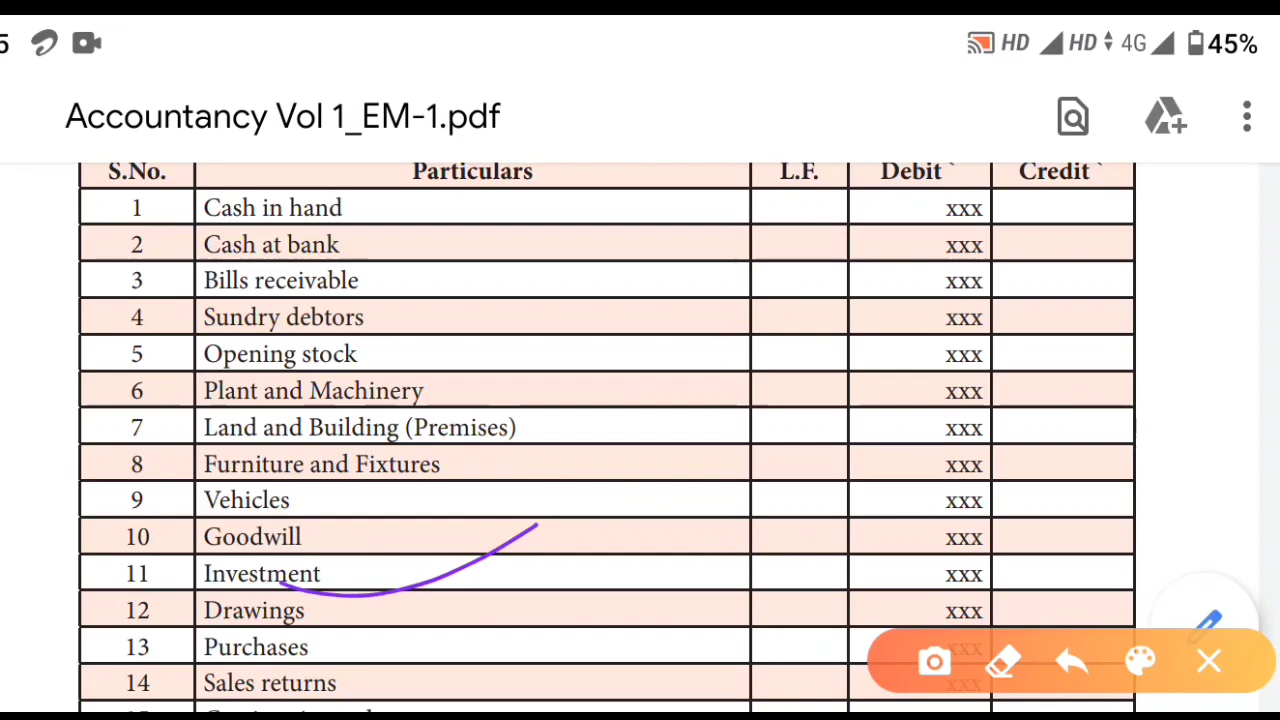 5 HD HD 4G 45%
Accountancy Vol 1_EM-1.pdf
S.No. Particulars L.F. Debit ` Credit `
1 Cash in hand xxx
2 Cash at bank xxx
3 Bills receivable xxx
4 Sundry debtors xxx
5 Opening stock xxx
6 Plant and Machinery xxx
7 Land and Building (Premises) xxx
8 Furniture and Fixtures xxx
9 Vehicles xxx
10 Goodwill xxx
11 Investment xxx
12 Drawings xxx
13 Purchases xxx
14 Sales returns xxx